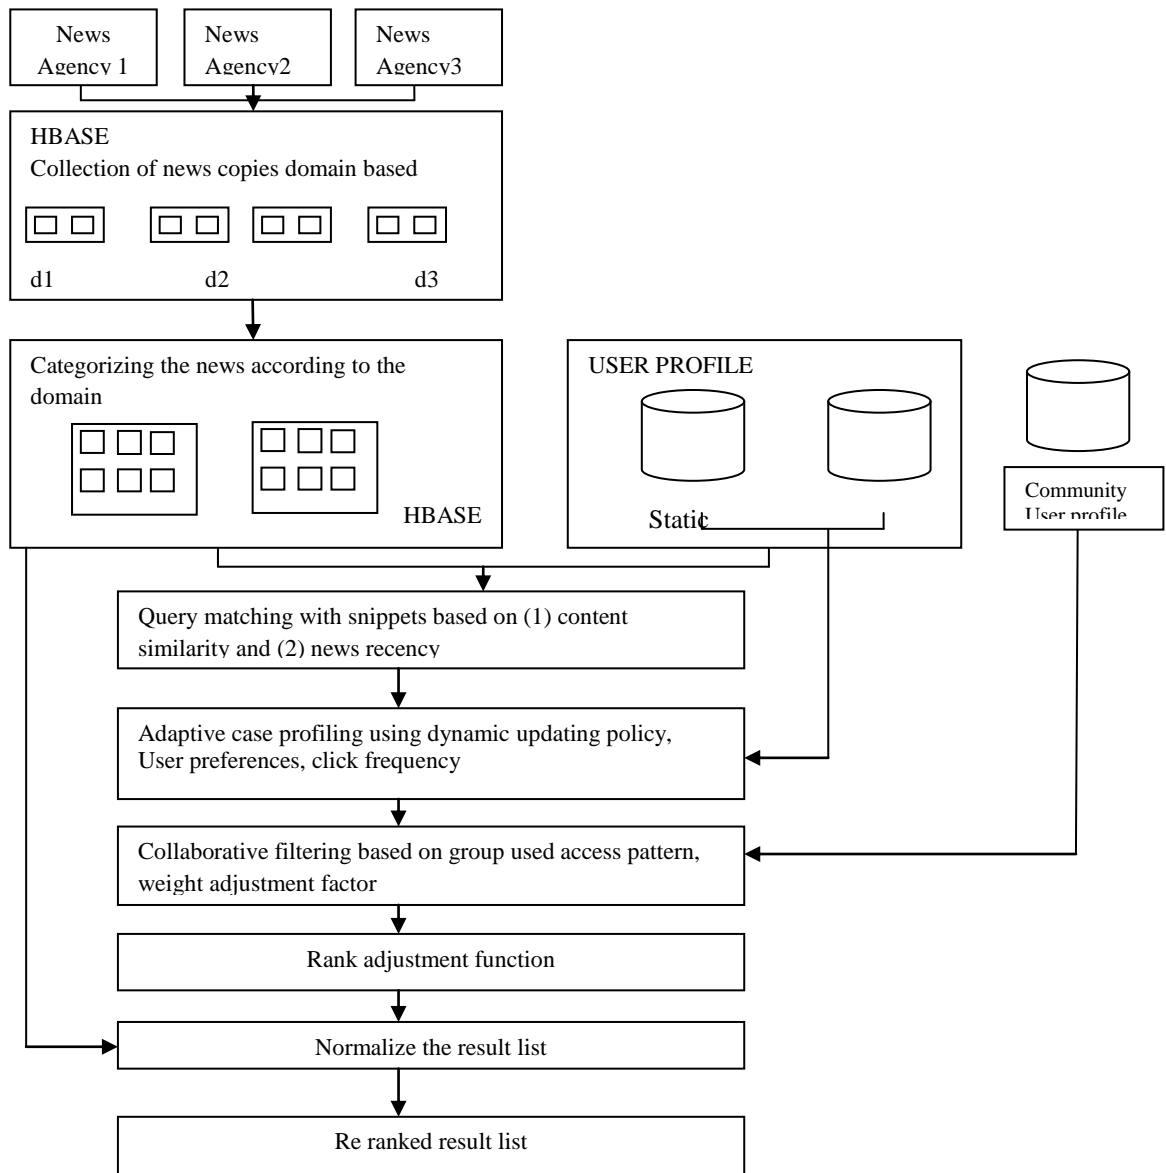 News
Agency 1
News
Agency2
News
Agency3
HBASE
Collection of news copies domain based
d1 d2 d3
Categorizing the news according to the
domain
HBASE
USER PROFILE
Static
Community
User profile
Query matching with snippets based on (1) content
similarity and (2) news recency
Adaptive case profiling using dynamic updating policy,
User preferences, click frequency
Collaborative filtering based on group used access pattern,
weight adjustment factor
Rank adjustment function
Normalize the result list
Re ranked result list